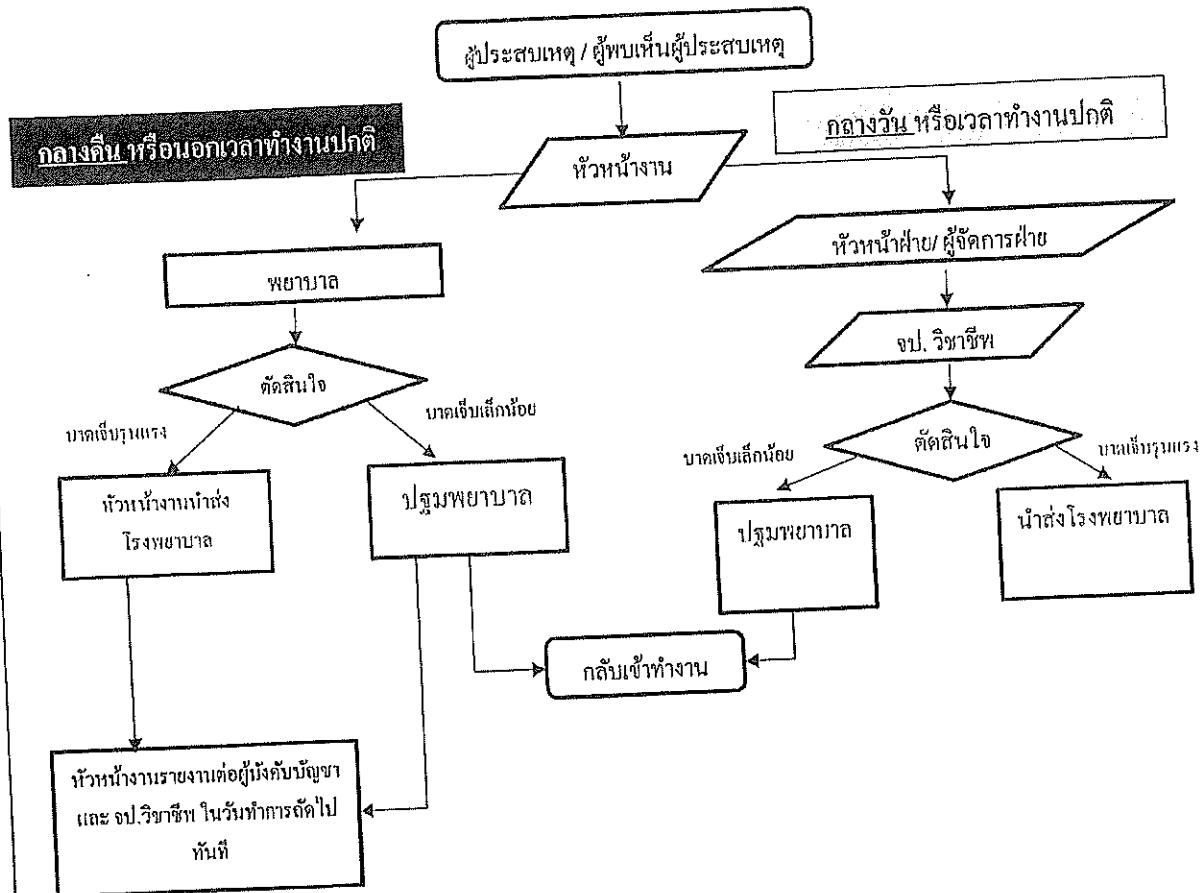 ผู้ประสบเหตุ / ผู้พบเห็นผู้ประสบเหตุ
กลางคืน หรือนอกเวลาทำงานปกติ
กลางวัน หรือเวลาทำงานปกติ
หัวหน้างาน
พยาบาล
หัวหน้าฝ่าย/ ผู้จัดการฝ่าย
จป. วิชาชีพ
ตัดสินใจ
บาดเจ็บรุนแรง
บาดเจ็บเล็กน้อย
ตัดสินใจ
บาดเจ็บเล็กน้อย
บาดเจ็บรุนแรง
หัวหน้างานนำส่ง
โรงพยาบาล
ปฐมพยาบาล
ปฐมพยาบาล
นำส่งโรงพยาบาล
กลับเข้าทำงาน
หัวหน้างานรายงานต่อผู้บังคับบัญชา
และ จป.วิชาชีพ ในวันทำการถัดไป
ทันที